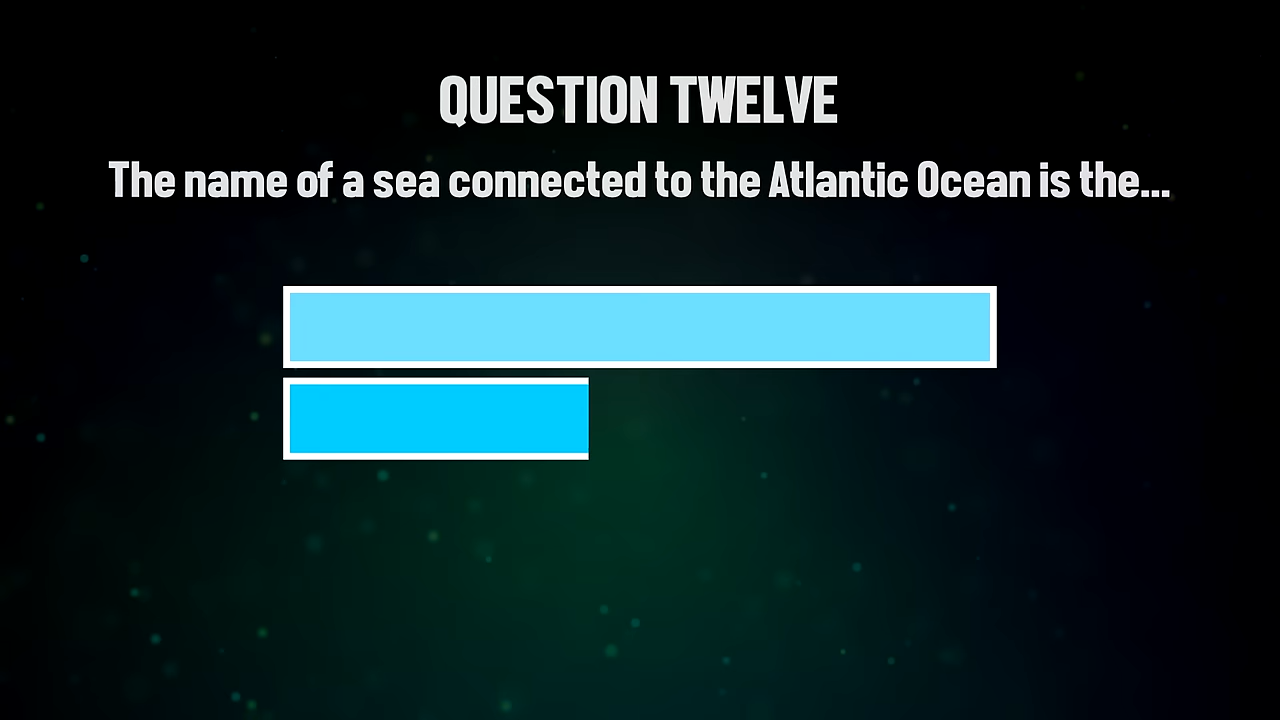 QUESTION TWELVE
The name of a sea connected to the Atlantic Ocean is the...